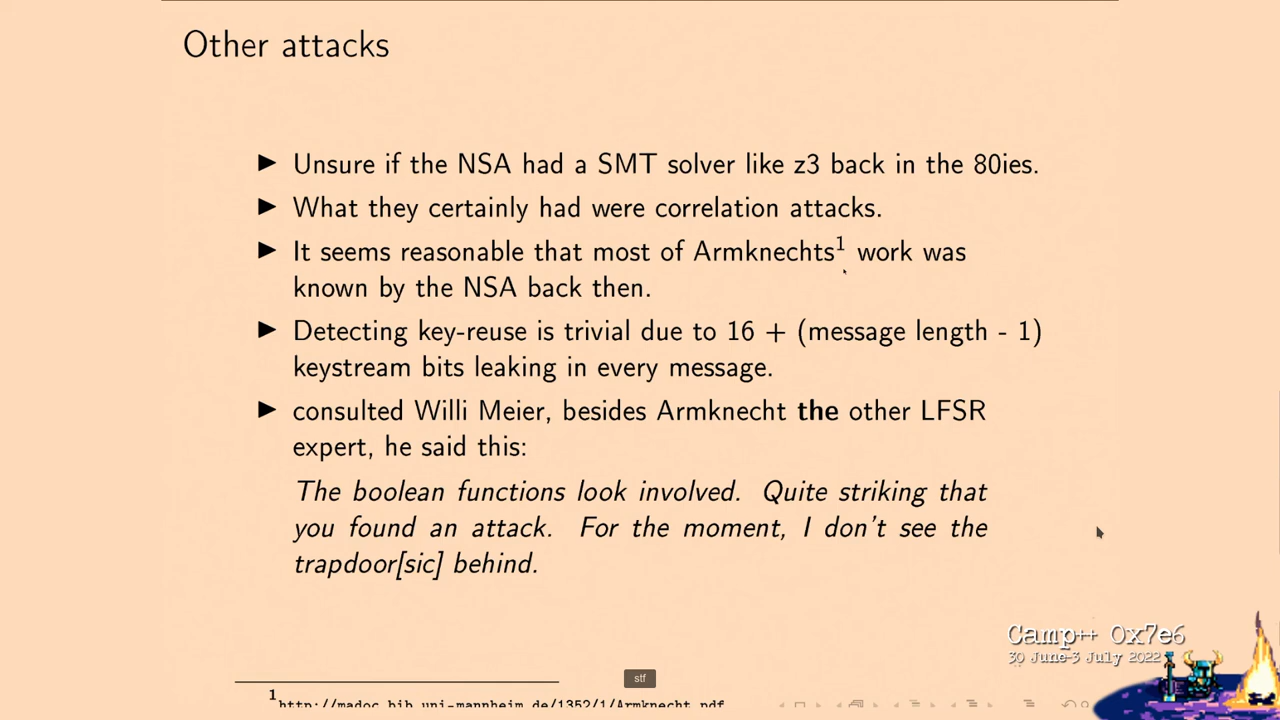 Other attacks
▶ Unsure if the NSA had a SMT solver like z3 back in the 80ies.
▶ What they certainly had were correlation attacks.
▶ It seems reasonable that most of Armknechts1 work was
known by the NSA back then.
▶ Detecting key-reuse is trivial due to 16 + (message length - 1)
keystream bits leaking in every message.
▶ consulted Willi Meier, besides Armknecht the other LFSR
expert, he said this:
The boolean functions look involved. Quite striking that
you found an attack. For the moment, I don't see the
trapdoor[sic] behind.
Camp++ 0x7e6
30 June-3 July 2022
stf
1http://madoc.bib.uni-mannheim.de/1352/1/Armknecht.pdf